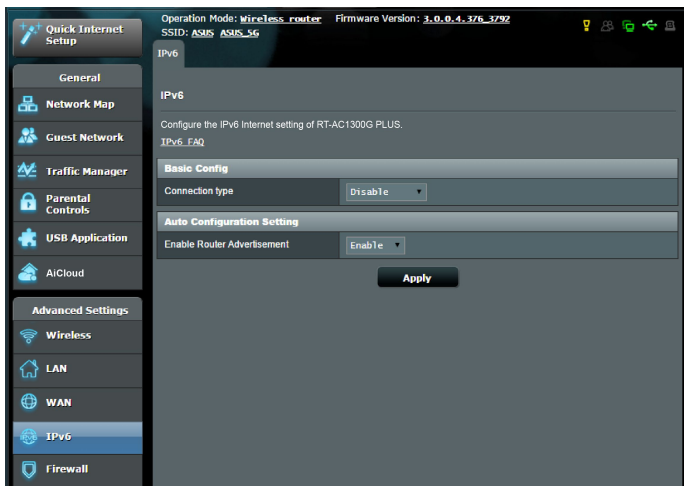 Quick Internet
Setup
Operation Mode: Wireless router Firmware Version: 3.0.0.4.376_3792
SSID: ASUS ASUS_5G
IPv6
General
Network Map
Guest Network
Traffic Manager
Parental
Controls
USB Application
AiCloud
Advanced Settings
Wireless
LAN
WAN
IPv6
Firewall
IPv6
Configure the IPv6 Internet setting of RT-AC1300G PLUS.
IPv6 FAQ
Basic Config
Connection type Disable
Auto Configuration Setting
Enable Router Advertisement Enable
Apply